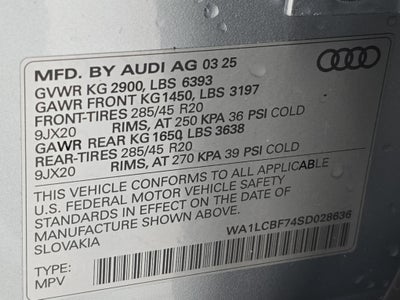 MFD. BY AUDI AG 03 25
GVWR KG 2900, LBS 6393
GAWR FRONT KG1450, LBS 3197
FRONT-TIRES 285/45 R20
9JX20 RIMS, AT 250 KPA 36 PSI COLD
GAWR REAR KG 1650, LBS 3638
REAR-TIRES 285/45 R20
9JX20 RIMS, AT 270 KPA 39 PSI COLD
THIS VEHICLE CONFORMS TO ALL APPLICABLE
U.S. FEDERAL MOTOR VEHICLE SAFETY
STANDARDS IN EFFECT ON THE DATE OF
MANUFACTURE SHOWN ABOVE.
SLOVAKIA
WA1LCBF74SD028636
TYPE:
MPV